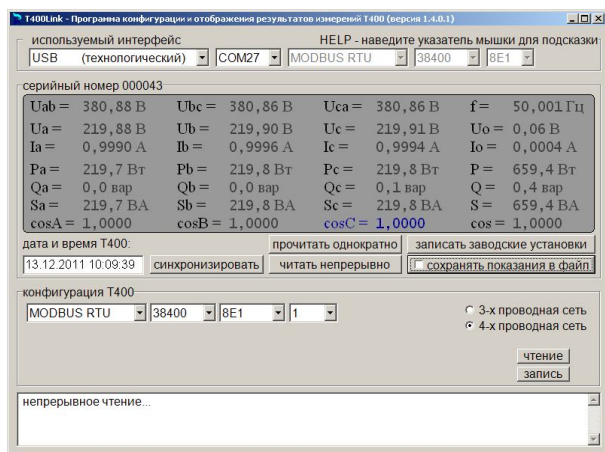 T400Link - Программа конфигурации и отображения результатов измерений T400 (версия 1.4.0.1)
используемый интерфейс HELP - наведите указатель мышки для подсказки
USB (технологический) COM27 MODBUS RTU 38400 8E1
серийный номер 000043
Uab = 380,88 В Ubc = 380,86 В Uca = 380,86 В f = 50,001 Гц
Ua = 219,88 В Ub = 219,90 В Uc = 219,91 В Uo = 0,06 В
Ia = 0,9990 А Ib = 0,9996 А Ic = 0,9994 А Io = 0,0004 А
Pa = 219,7 Вт Pb = 219,8 Вт Pc = 219,8 Вт P = 659,4 Вт
Qa = 0,0 вар Qb = 0,0 вар Qc = 0,1 вар Q = 0,4 вар
Sa = 219,7 ВА Sb = 219,8 ВА Sc = 219,8 ВА S = 659,4 ВА
cosA = 1,0000 cosB = 1,0000 cosC = 1,0000 cos = 1,0000
дата и время T400: прочитать однократно записать заводские установки
13.12.2011 10:09:39 синхронизировать читать непрерывно сохранять показания в файл
конфигурация T400
MODBUS RTU 38400 8E1 1 3-х проводная сеть
4-х проводная сеть
чтение
запись
непрерывное чтение...